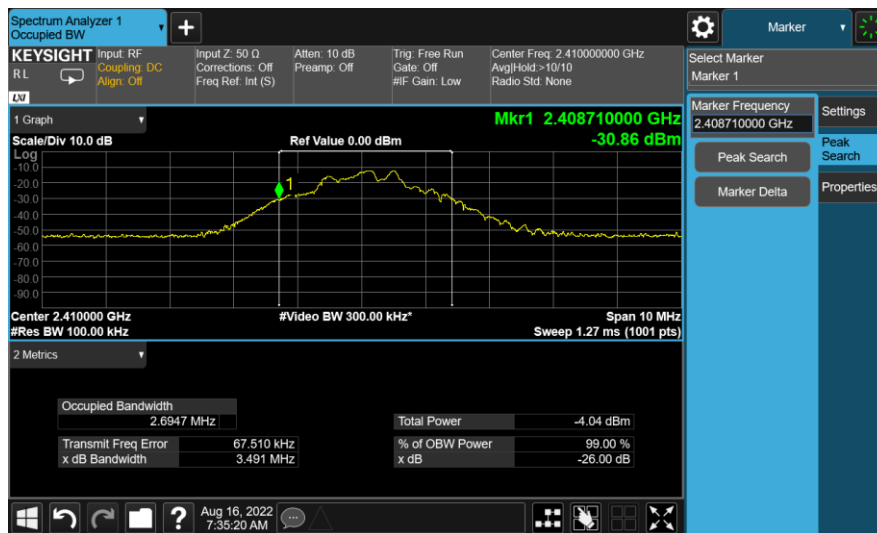 Spectrum Analyzer 1
Occupied BW
+
Marker
KEYSIGHT
RL
LXI
Input: RF
Coupling: DC
Align: Off
Input Z: 50 Ω
Corrections: Off
Freq Ref: Int (S)
Atten: 10 dB
Preamp: Off
Trig: Free Run
Gate: Off
#IF Gain: Low
Center Freq: 2.410000000 GHz
Avg|Hold:>10/10
Radio Std: None
Select Marker
Marker 1
Marker Frequency
2.408710000 GHz
Peak Search
Marker Delta
Settings
Peak
Search
Properties
1 Graph
Mkr1 2.408710000 GHz
Scale/Div 10.0 dB
Ref Value 0.00 dBm
-30.86 dBm
Log
-10.0
-20.0
-30.0
-40.0
-50.0
-60.0
-70.0
-80.0
-90.0
1
Center 2.410000 GHz
#Video BW 300.00 kHz*
Span 10 MHz
#Res BW 100.00 kHz
Sweep 1.27 ms (1001 pts)
2 Metrics
Occupied Bandwidth
2.6947 MHz
Total Power -4.04 dBm
Transmit Freq Error 67.510 kHz
% of OBW Power 99.00 %
x dB Bandwidth 3.491 MHz
x dB -26.00 dB
?
Aug 16, 2022
7:35:20 AM